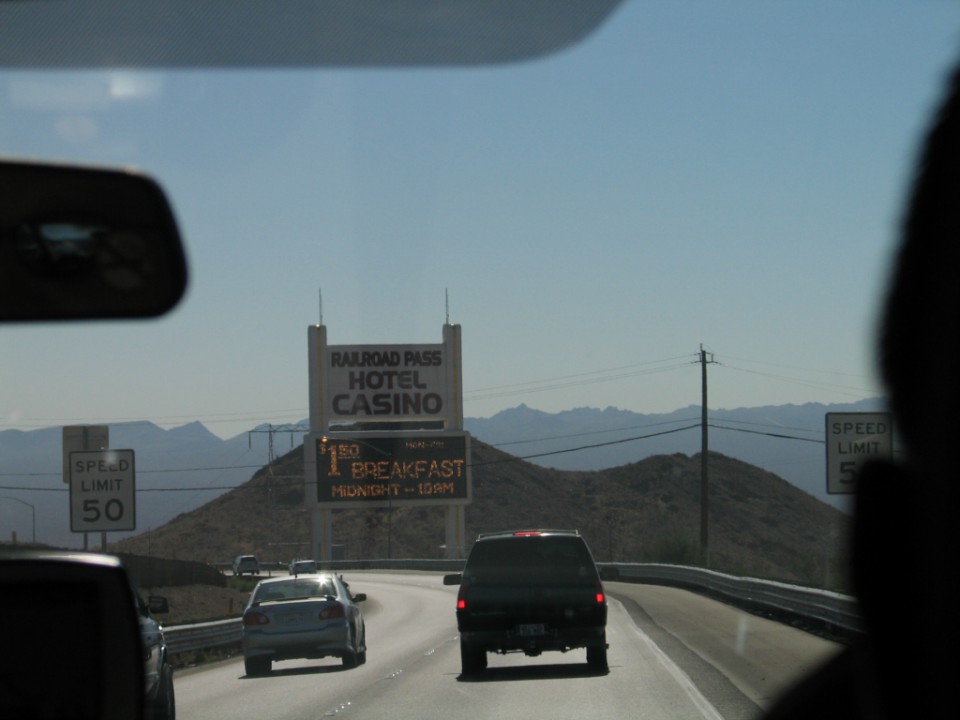 RAILROAD PASS
HOTEL
CASINO
$1.50
BREAKFAST
MIDNIGHT - 10AM
SPEED
LIMIT
50
SPEED
LIMIT